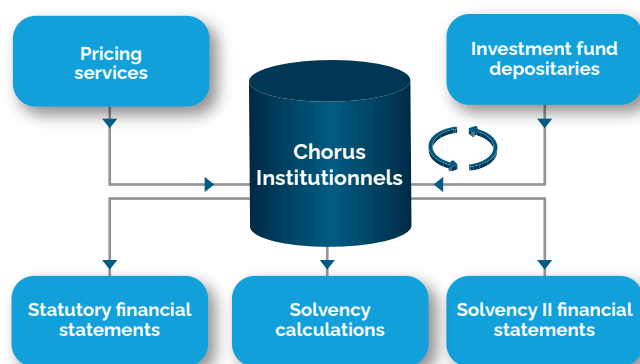 Pricing
services
Investment fund
depositaries
Chorus
Institutionnels
Statutory financial
statements
Solvency
calculations
Solvency II financial
statements